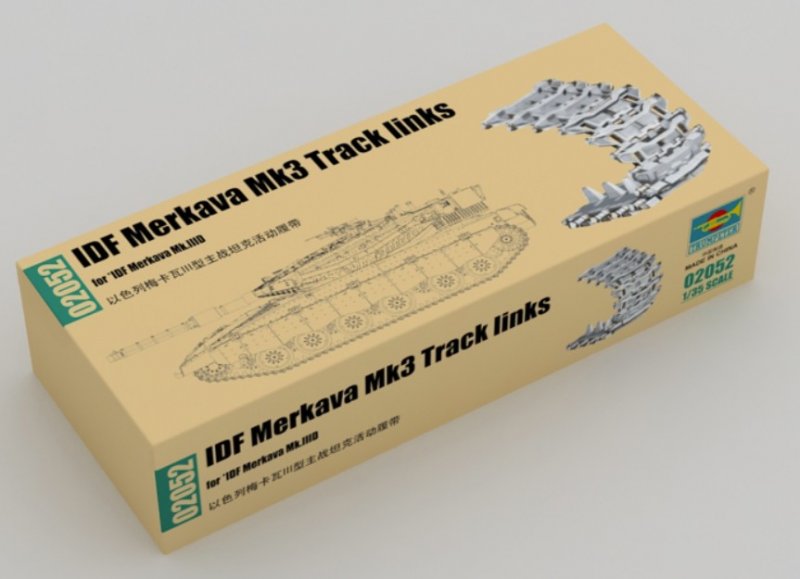 02052
IDF Merkava Mk3 Track links
for *IDF Merkava Mk.IIID
以色列梅卡瓦III型主战坦克活动履带
TRUMPETER
MADE IN CHINA
02052
1/35 SCALE
02052
IDF Merkava Mk3 Track links
for *IDF Merkava Mk.IIID
以色列梅卡瓦III型主战坦克活动履带